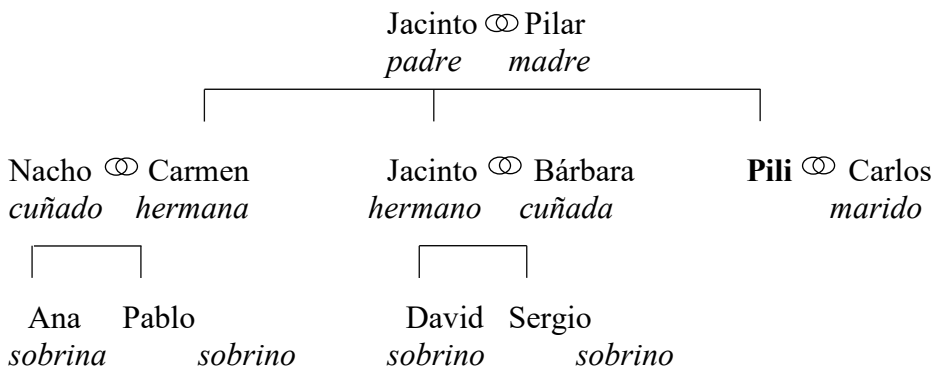 Jacinto Pilar
padre madre
Nacho Carmen Jacinto Bárbara Pili Carlos
cuñado hermana hermano cuñada marido
Ana Pablo David Sergio
sobrina sobrino sobrino sobrino